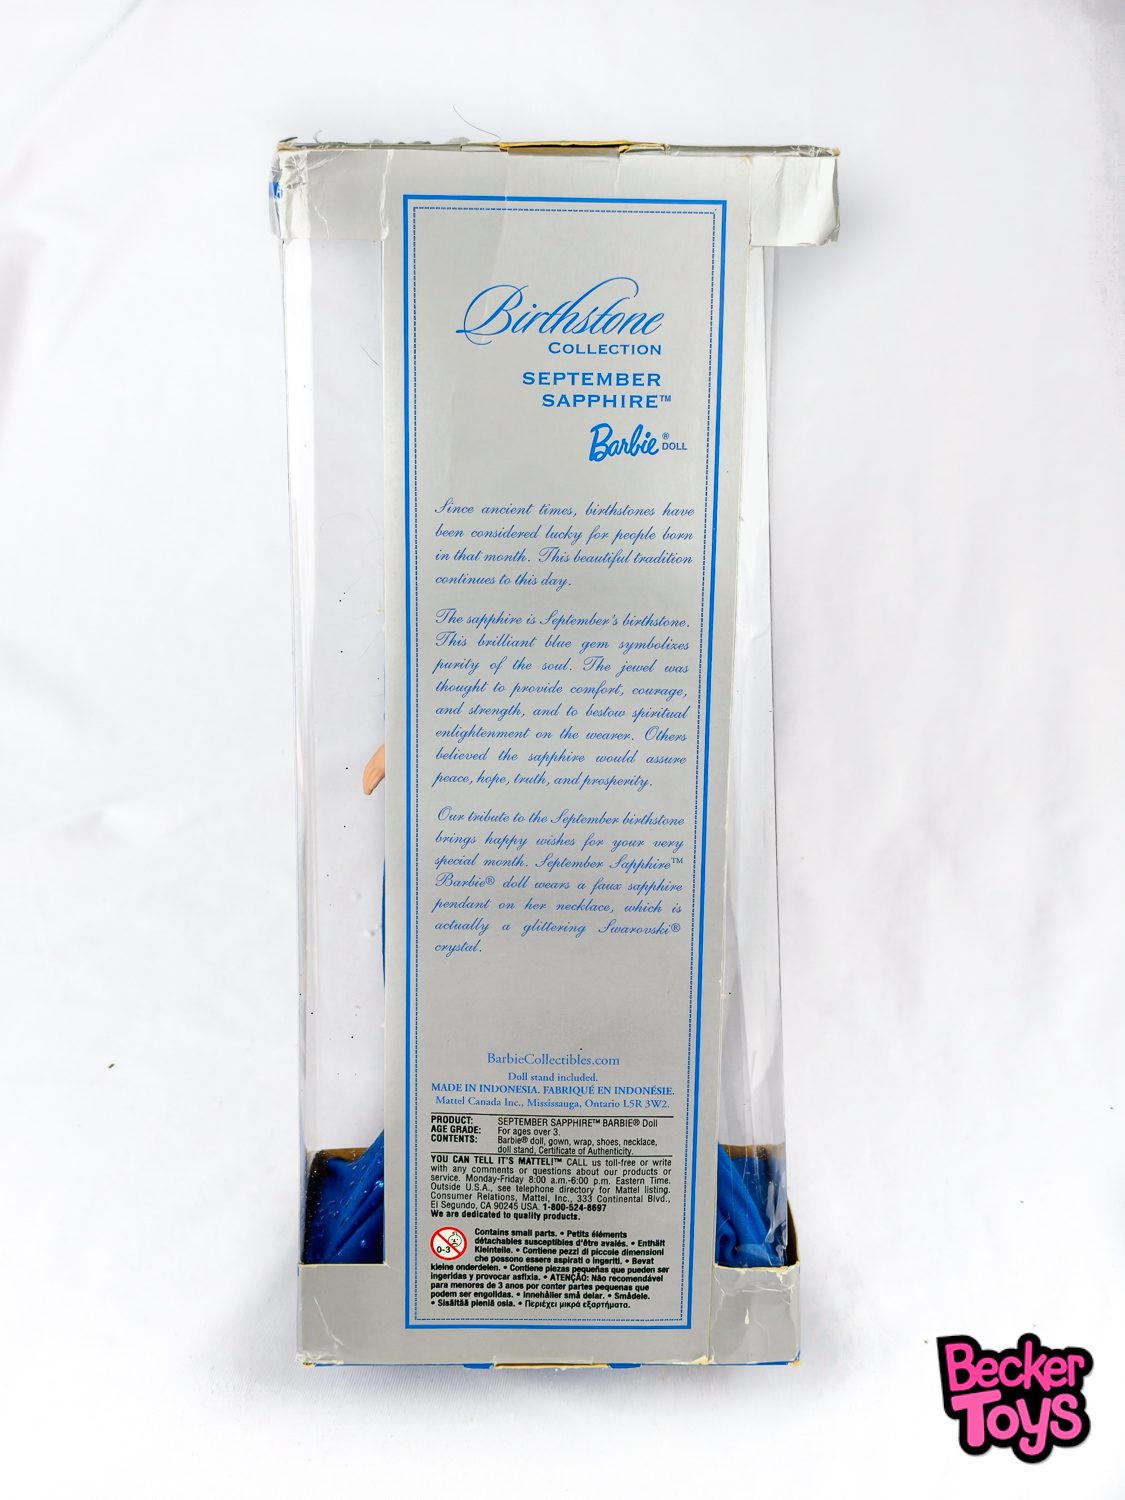 Birthstone
COLLECTION
SEPTEMBER
SAPPHIRE™
Barbie® DOLL
Since ancient times, birthstones have
been considered lucky for people born
in that month. This beautiful tradition
continues to this day.
The sapphire is September's birthstone.
This brilliant blue gem symbolizes
purity of the soul. The jewel was
thought to provide comfort, courage,
and strength, and to bestow spiritual
enlightenment on the wearer. Others
believed the sapphire would assure
peace, hope, truth, and prosperity.
Our tribute to the September birthstone
brings happy wishes for your very
special month. September Sapphire™
Barbie® doll wears a faux sapphire
pendant on her necklace, which is
actually a glittering Swarovski®
crystal.
BarbieCollectibles.com
Doll stand included.
MADE IN INDONESIA. FABRIQUÉ EN INDONÉSIE.
Mattel Canada Inc., Mississauga, Ontario L5R 3W2.
PRODUCT: SEPTEMBER SAPPHIRE™ BARBIE® Doll
AGE GRADE: For ages over 3.
CONTENTS: Barbie® doll, gown, wrap, shoes, necklace,
doll stand, Certificate of Authenticity.
YOU CAN TELL IT'S MATTEL!™ CALL us toll-free or write
with any comments or questions about our products or
service. Monday-Friday 8:00 a.m.-6:00 p.m. Eastern Time.
Outside U.S.A., see telephone directory for Mattel listing.
Consumer Relations, Mattel, Inc., 333 Continental Blvd.,
El Segundo, CA 90245 USA. 1-800-524-8697
We are dedicated to quality products.
0-3
Contains small parts. • Petits éléments
détachables susceptibles d'être avalés. • Enthält
Kleinteile. • Contiene pezzi di piccole dimensioni
che possono essere aspirati o ingeriti. • Bevat
kleine onderdelen. • Contiene piezas pequeñas que pueden ser
ingeridas y provocar asfixia. • ATENÇÃO: Não recomendável
para menores de 3 anos por conter partes pequenas que
podem ser engolidas. • Innehåller små delar. • Smådele.
• Sisältää pieniä osia. • Περιέχει μικρά εξαρτήματα.
Becker
Toys